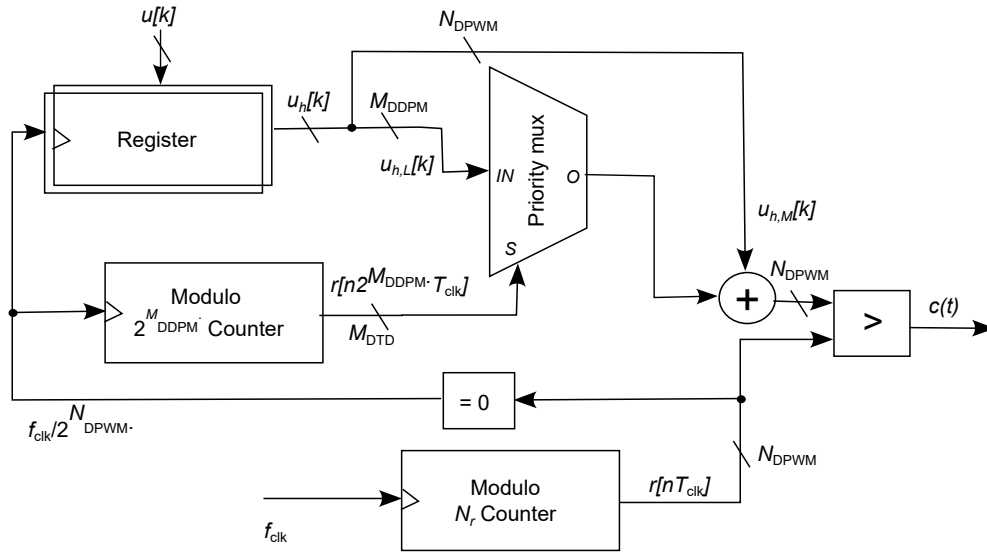 u[k]
N_DPWM
Register
u_h[k]
M_DDPM
u_h,L[k]
IN
Priority mux
O
S
u_h,M[k]
Modulo
2^M_DDPM· Counter
r[n2^M_DDPM·T_clk]
M_DTD
+
N_DPWM
>
c(t)
= 0
f_clk/2^N_DPWM·
N_DPWM
f_clk
Modulo
N_r Counter
r[nT_clk]